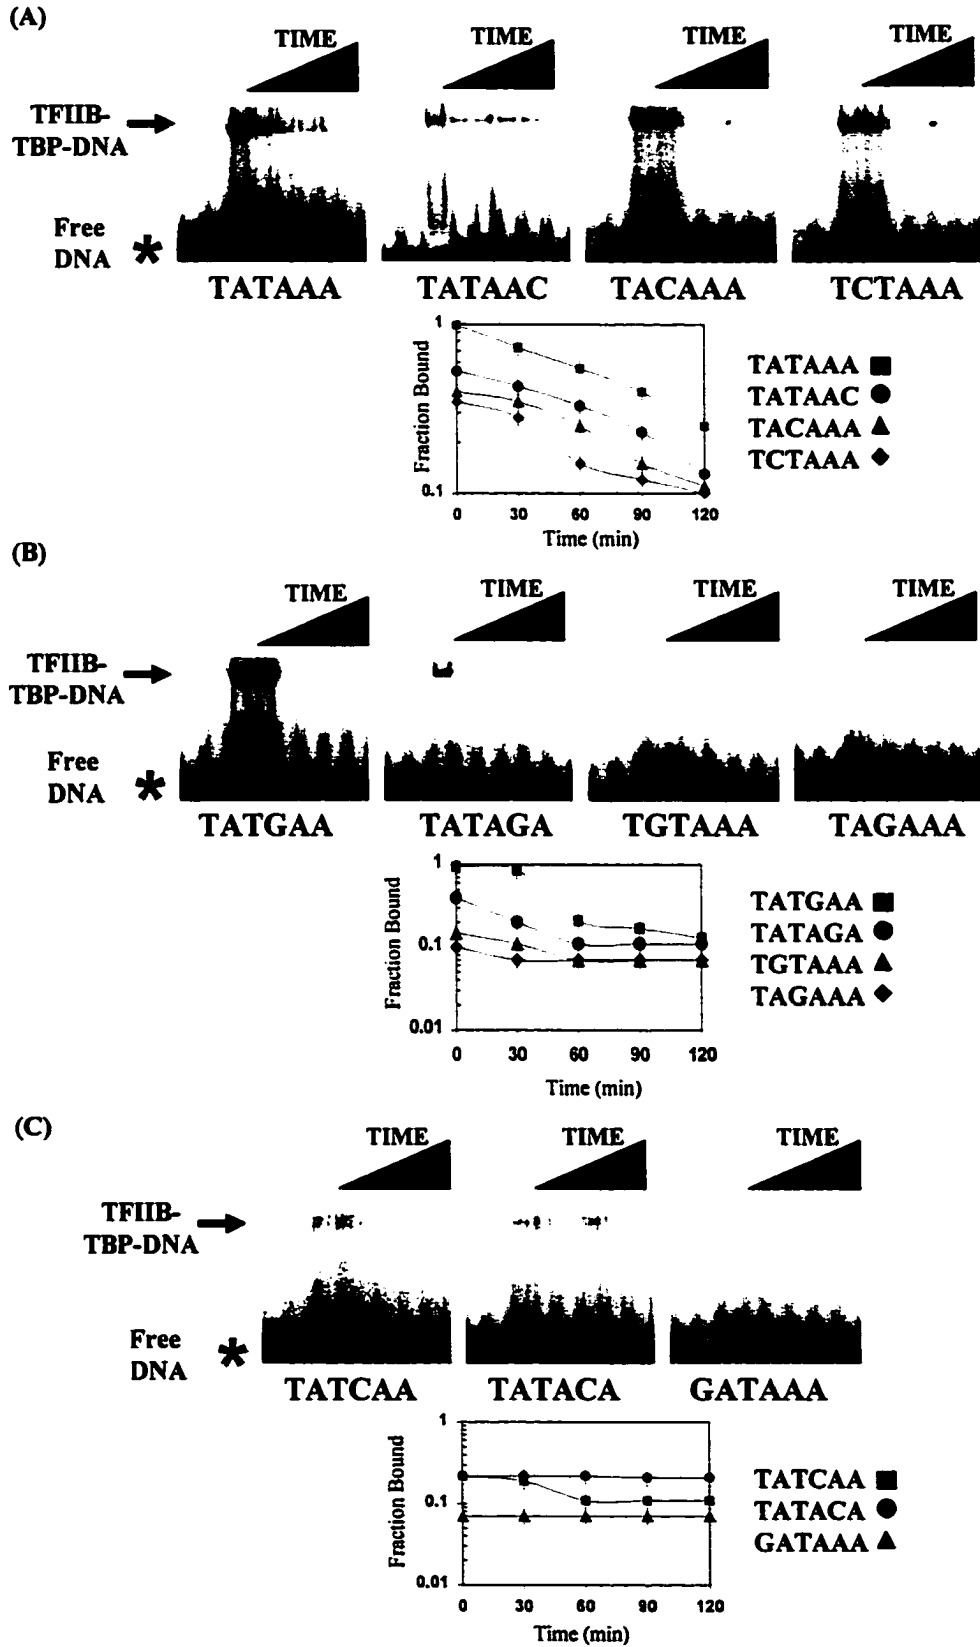 (A)
TIME TIME TIME TIME
TFIIB-
TBP-DNA
Free
DNA *
TATAAA TATAAC TACAAA TCTAAA
Fraction Bound
1
0.1
0 30 60 90 120
Time (min)
TATAAA
TATAAC
TACAAA
TCTAAA
(B)
TIME TIME TIME TIME
TFIIB-
TBP-DNA
Free
DNA *
TATGAA TATAGA TGTAAA TAGAAA
Fraction Bound
1
0.1
0.01
0 30 60 90 120
Time (min)
TATGAA
TATAGA
TGTAAA
TAGAAA
(C)
TIME TIME TIME
TFIIB-
TBP-DNA
Free
DNA *
TATCAA TATACA GATAAA
Fraction Bound
1
0.1
0.01
0 30 60 90 120
Time (min)
TATCAA
TATACA
GATAAA